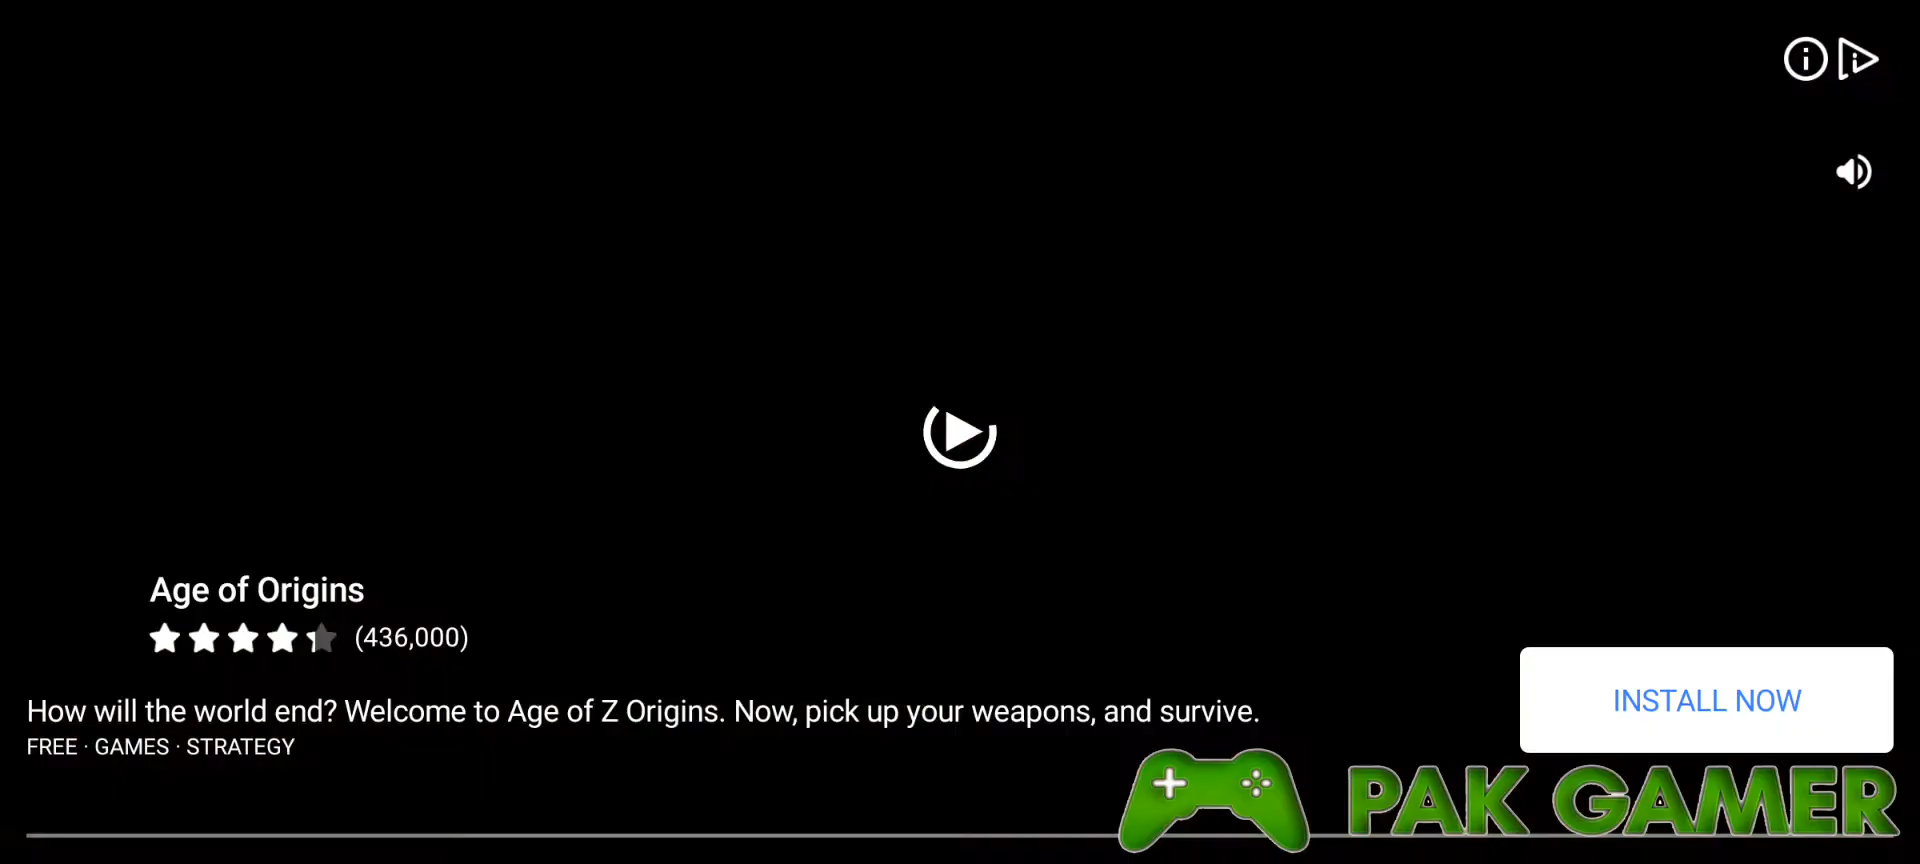 Age of Origins
(436,000)
How will the world end? Welcome to Age of Z Origins. Now, pick up your weapons, and survive.
FREE · GAMES · STRATEGY
INSTALL NOW
PAK GAMER